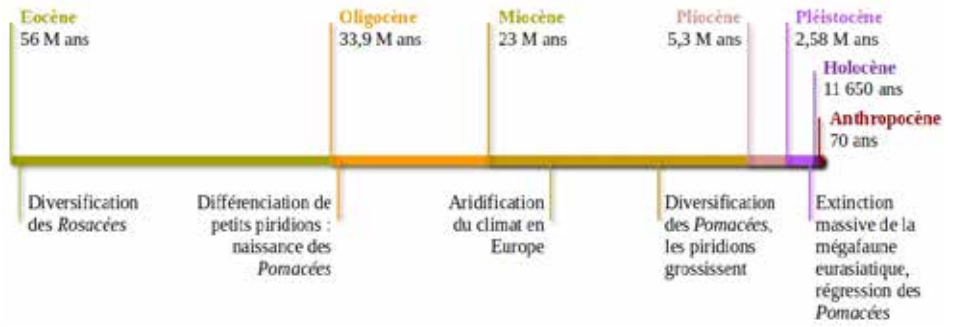 Eocène
56 M ans
Oligocène
33,9 M ans
Miocène
23 M ans
Pliocène
5,3 M ans
Pléistocène
2,58 M ans
Holocène
11 650 ans
Anthropocène
70 ans
Diversification
des Rosacées
Différenciation de
petits piridions :
naissance des
Pomacées
Aridification
du climat en
Europe
Diversification
des Pomacées,
les piridions
grossissent
Extinction
massive de la
mégafaune
eurasiatique,
régression des
Pomacées